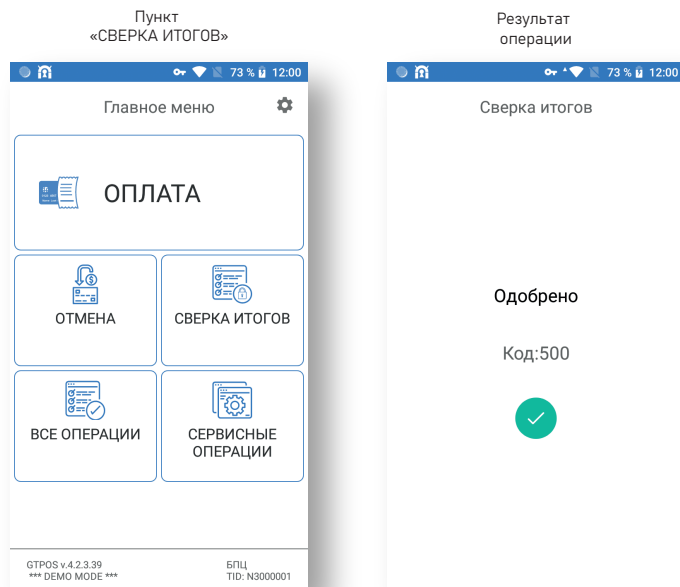 Пункт
«СВЕРКА ИТОГОВ»
73 % 12:00
Главное меню
ОПЛАТА
ОТМЕНА
СВЕРКА ИТОГОВ
ВСЕ ОПЕРАЦИИ
СЕРВИСНЫЕ
ОПЕРАЦИИ
GTPOS v.4.2.3.39
*** DEMO MODE ***
БПЦ
TID: N3000001
Результат
операции
73 % 12:00
Сверка итогов
Одобрено
Код:500